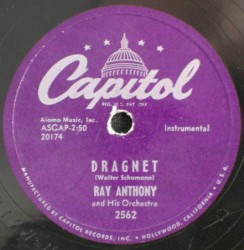 Capitol
REG. U.S. PAT. OFF.
Alamo Music, Inc.
ASCAP-2:50
20174
Instrumental
DRAGNET
(Walter Schumann)
RAY ANTHONY
and His Orchestra
2562
MANUFACTURED BY CAPITOL RECORDS, INC. • HOLLYWOOD, CALIFORNIA • U.S.A.